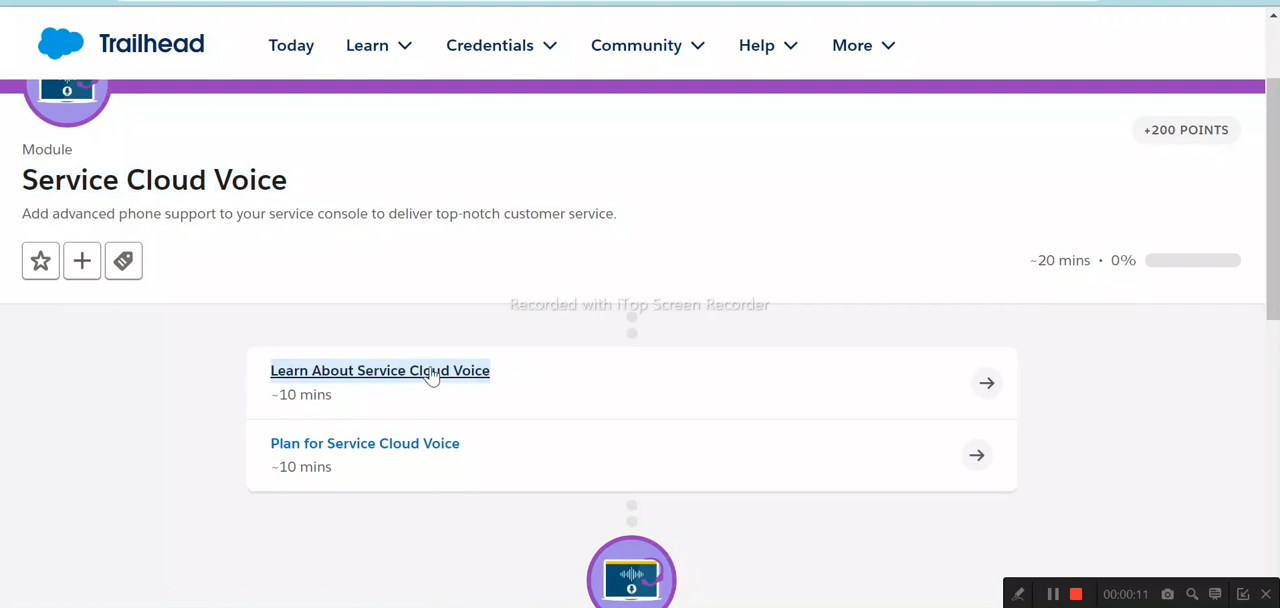 Trailhead
Today Learn Credentials Community Help More
+200 POINTS
Module
Service Cloud Voice
Add advanced phone support to your service console to deliver top-notch customer service.
~20 mins • 0%
Recorded with iTop Screen Recorder
Learn About Service Cloud Voice
~10 mins
Plan for Service Cloud Voice
~10 mins
00:00:11